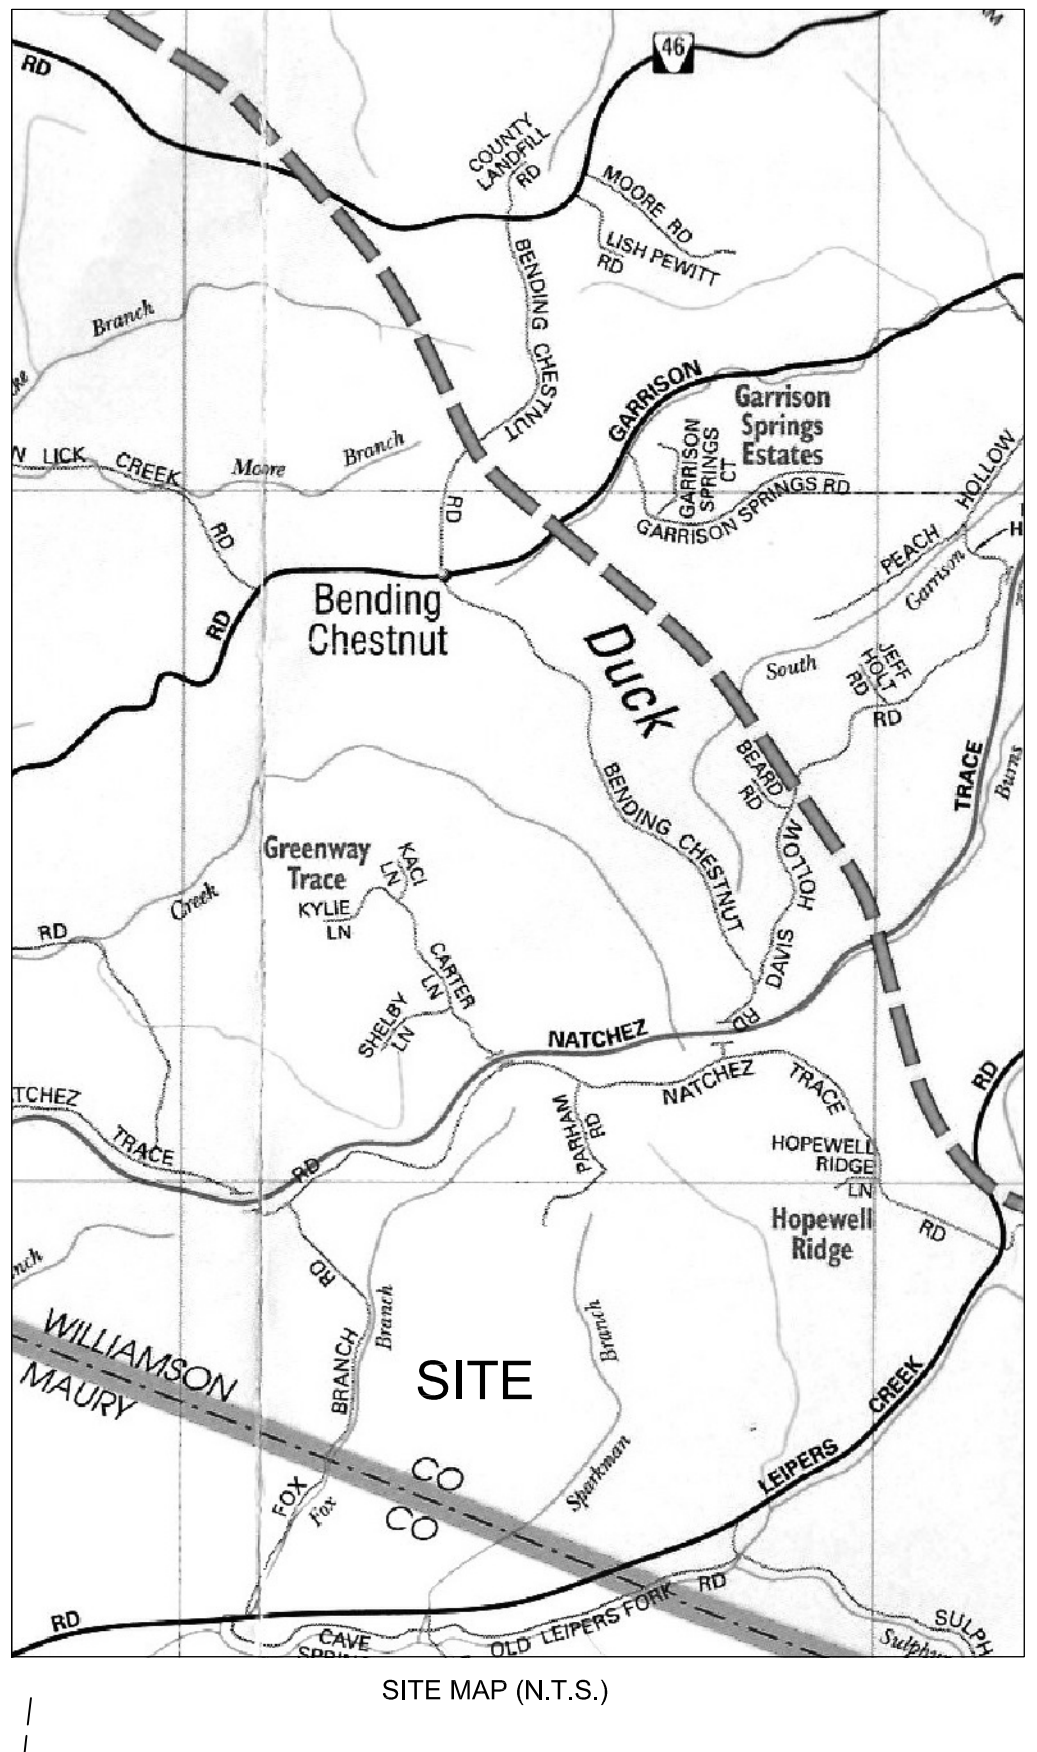 46
RD
COUNTY
LANDFILL
RD
MOORE RD
LISH PEWITT
RD
BENDING CHESTNUT
RD
Branch
GARRISON
Garrison
Springs
Estates
GARRISON
SPRINGS
CT
GARRISON SPRINGS RD
LICK CREEK
RD
Moore Branch
HOLLOW
PEACH
Garrison
H
RD
Bending
Chestnut
Duck
South
JEFF
HOLT
RD
RD
BEARD
RD
TRACE
Burns
BENDING CHESTNUT
HOLLOW
DAVIS
RD
Greenway
Trace
KACI
LN
KYLIE
LN
Creek
RD
CARTER
LN
SHELBY
LN
NATCHEZ
NATCHEZ TRACE
TCHEZ
TRACE
RD
PARHAM
RD
HOPEWELL
RIDGE
LN
Hopewell
Ridge
RD
RD
RD
BRANCH
Branch
Branch
nch
WILLIAMSON
MAURY
SITE
CO
CO
FOX
Fox
Sparkman
CREEK
LEIPERS
RD
CAVE
OLD LEIPERS FORK RD
SULPH
SITE MAP (N.T.S.)